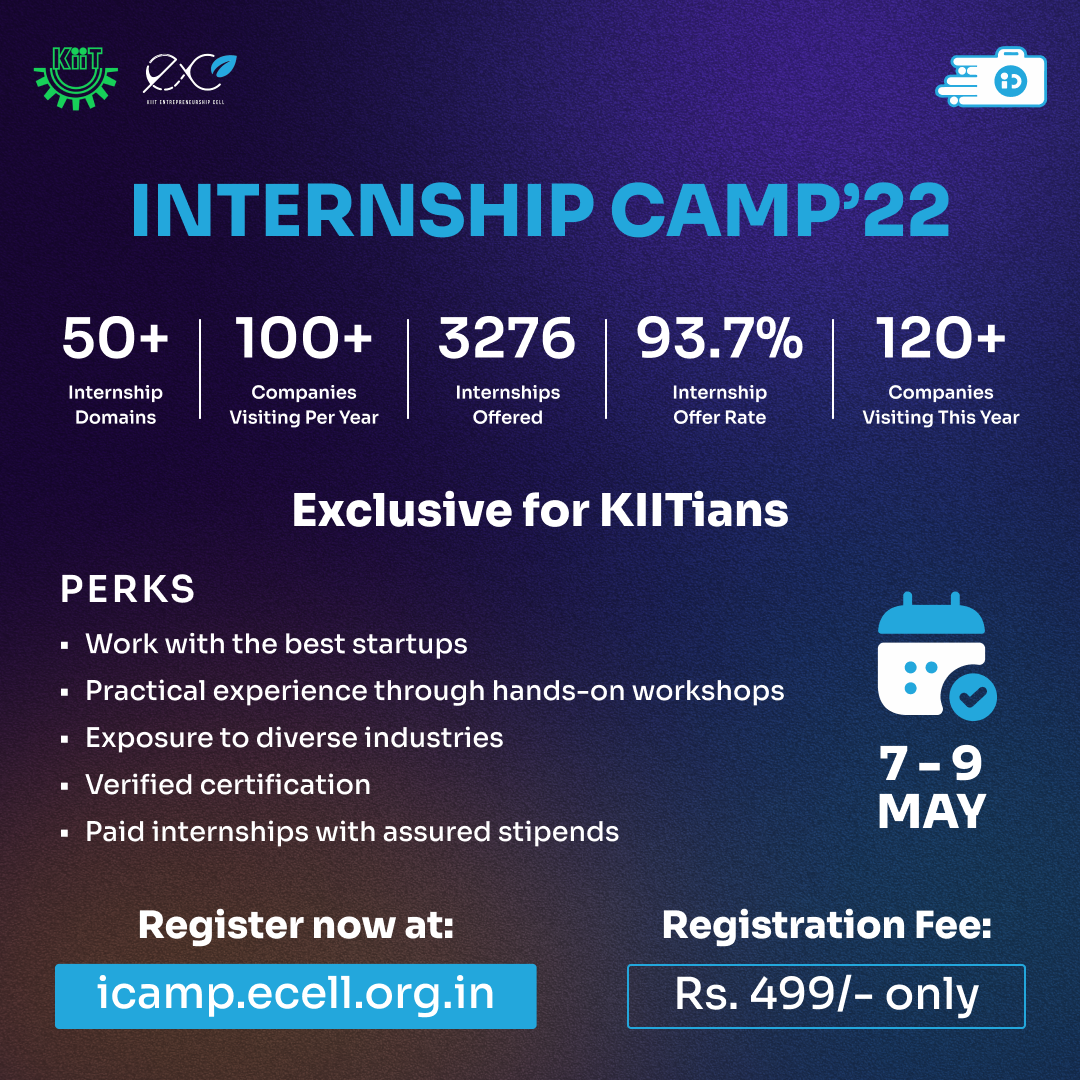 KiiT
exc
KIIT ENTREPRENEURSHIP CELL
iD
INTERNSHIP CAMP’22
50+
Internship
Domains
100+
Companies
Visiting Per Year
3276
Internships
Offered
93.7%
Internship
Offer Rate
120+
Companies
Visiting This Year
Exclusive for KIITians
PERKS
▪ Work with the best startups
▪ Practical experience through hands-on workshops
▪ Exposure to diverse industries
▪ Verified certification
▪ Paid internships with assured stipends
7 - 9
MAY
Register now at:
icamp.ecell.org.in
Registration Fee:
Rs. 499/- only